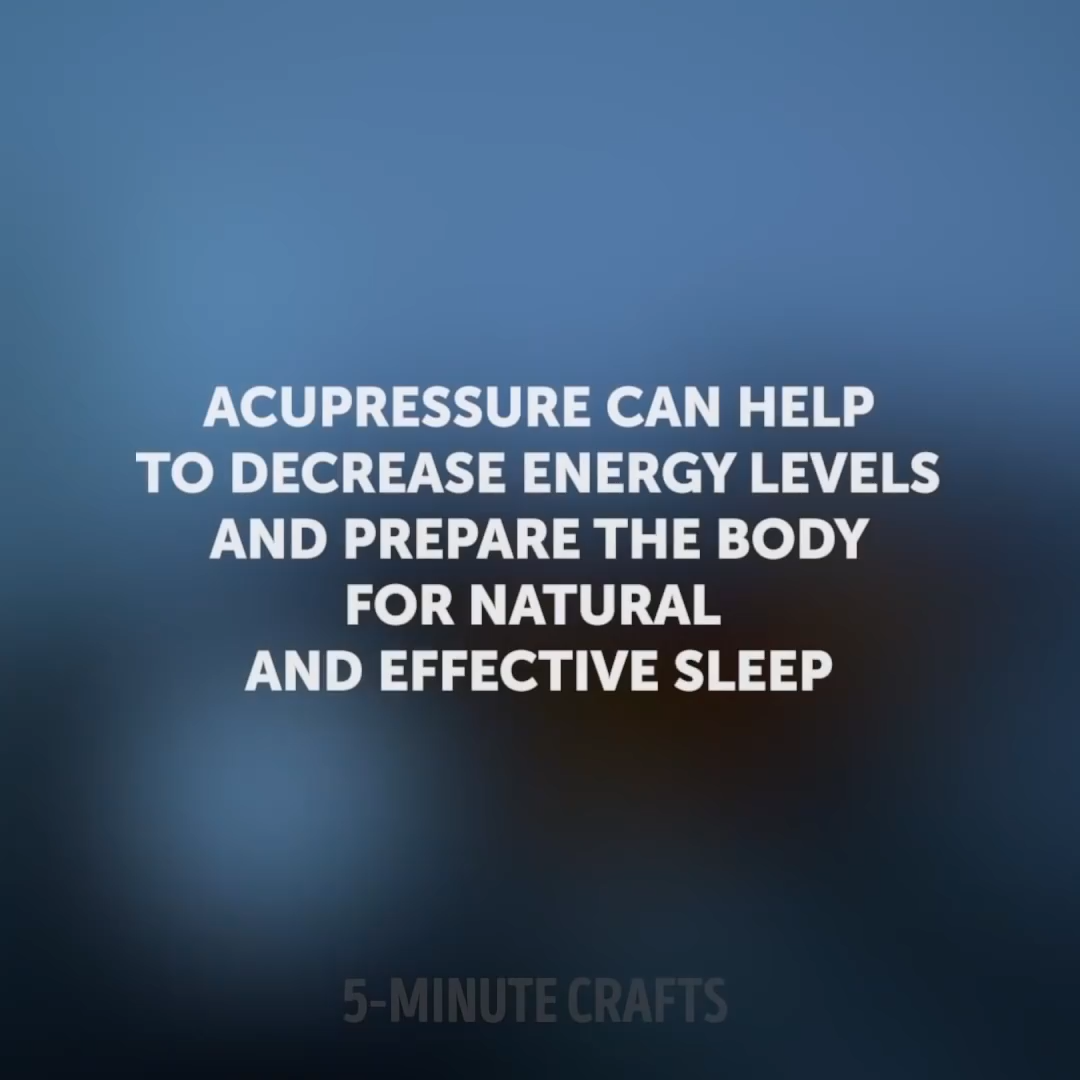 ACUPRESSURE CAN HELP
TO DECREASE ENERGY LEVELS
AND PREPARE THE BODY
FOR NATURAL
AND EFFECTIVE SLEEP
5-MINUTE CRAFTS